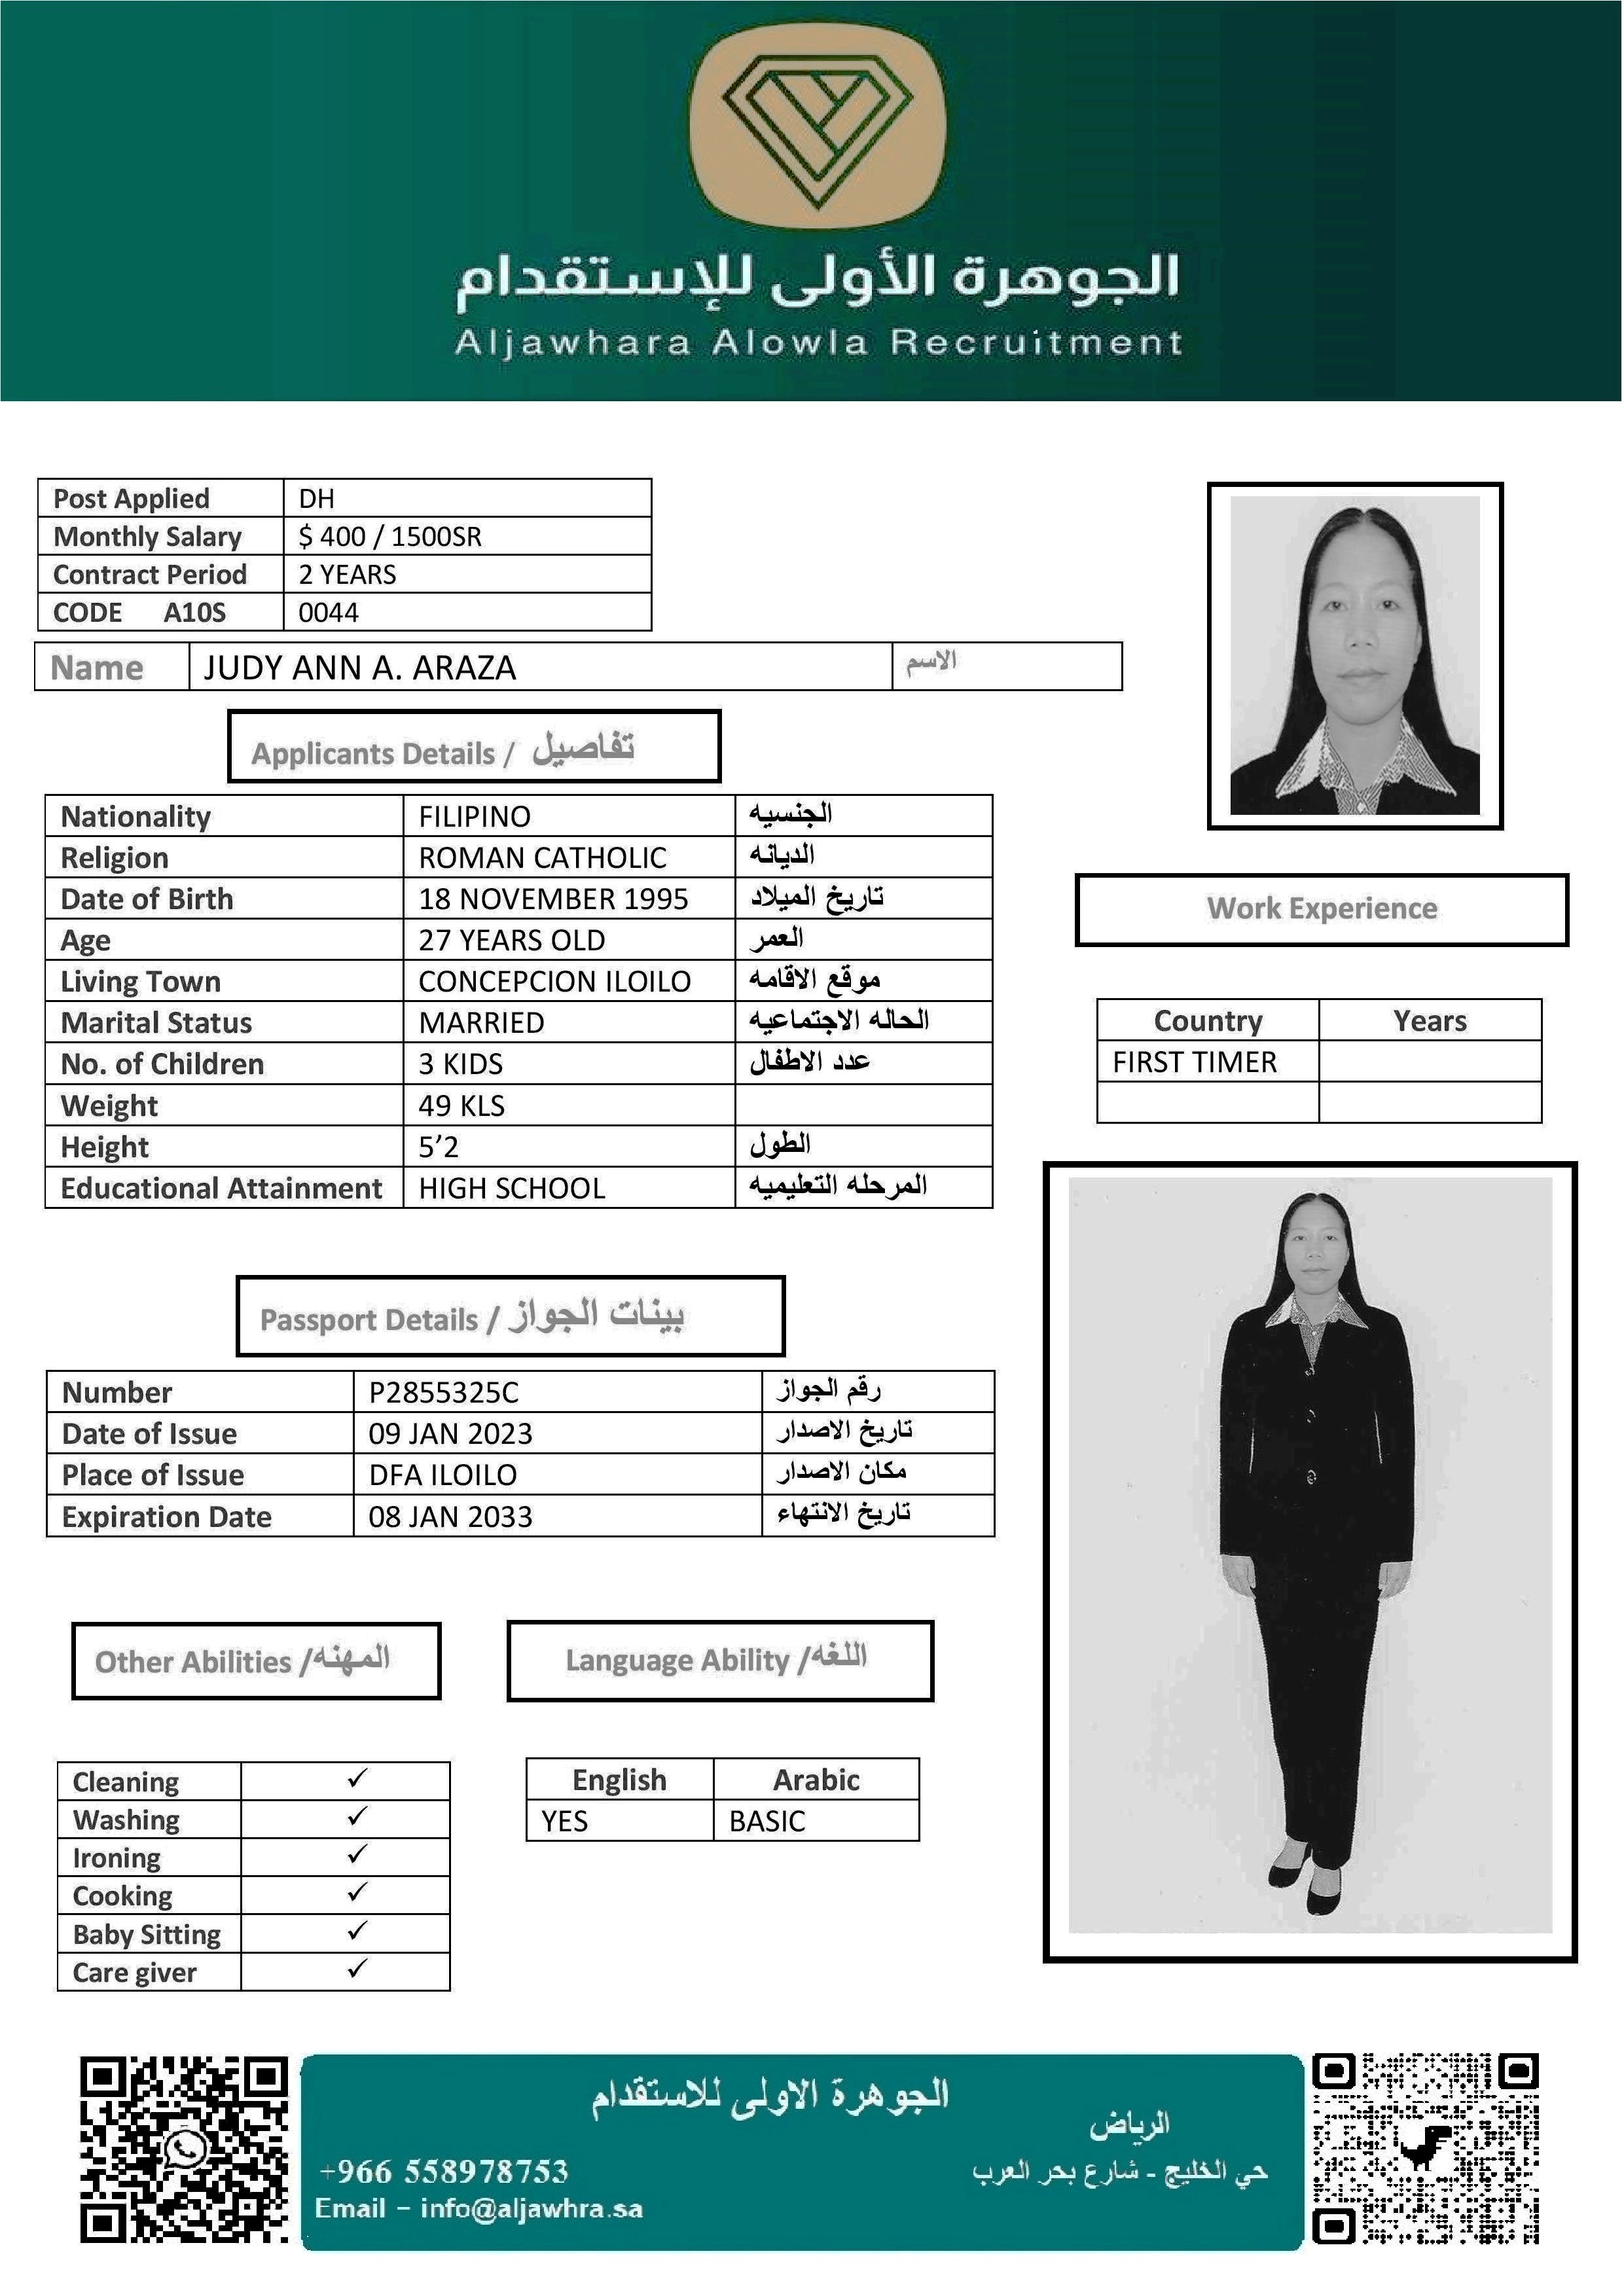 الجوهرة الأولى للإستقدام
Aljawhara Alowla Recruitment
Post Applied DH
Monthly Salary $ 400 / 1500SR
Contract Period 2 YEARS
CODE A10S 0044
Name JUDY ANN A. ARAZA الاسم
Applicants Details / تفاصيل
Nationality FILIPINO الجنسيه
Religion ROMAN CATHOLIC الديانه
Date of Birth 18 NOVEMBER 1995 تاريخ الميلاد
Age 27 YEARS OLD العمر
Living Town CONCEPCION ILOILO موقع الاقامه
Marital Status MARRIED الحاله الاجتماعيه
No. of Children 3 KIDS عدد الاطفال
Weight 49 KLS
Height 5’2 الطول
Educational Attainment HIGH SCHOOL المرحله التعليميه
Work Experience
Country Years
FIRST TIMER
Passport Details / بينات الجواز
Number P2855325C رقم الجواز
Date of Issue 09 JAN 2023 تاريخ الاصدار
Place of Issue DFA ILOILO مكان الاصدار
Expiration Date 08 JAN 2033 تاريخ الانتهاء
Other Abilities /المهنه
Cleaning ✓
Washing ✓
Ironing ✓
Cooking ✓
Baby Sitting ✓
Care giver ✓
Language Ability /اللغه
English Arabic
YES BASIC
الجوهرة الاولى للاستقدام
+966 558978753
Email - info@aljawhra.sa
الرياض
حي الخليج - شارع بحر العرب